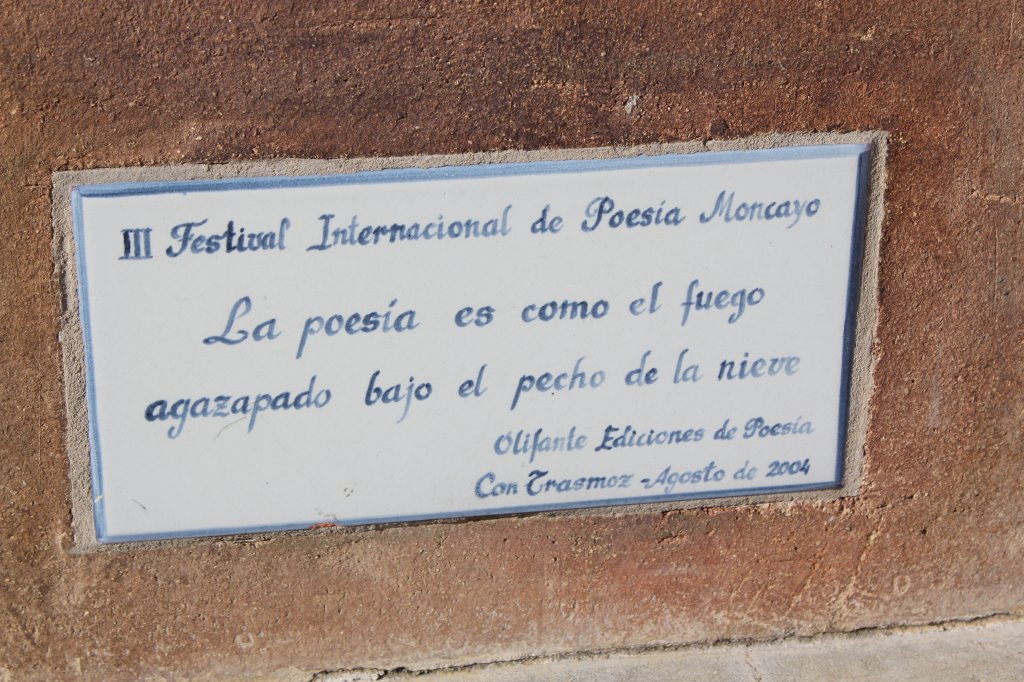 III Festival Internacional de Poesía Moncayo
La poesía es como el fuego
agazapado bajo el pecho de la nieve
Olifante Ediciones de Poesía
Con Trasmoz - Agosto de 2004